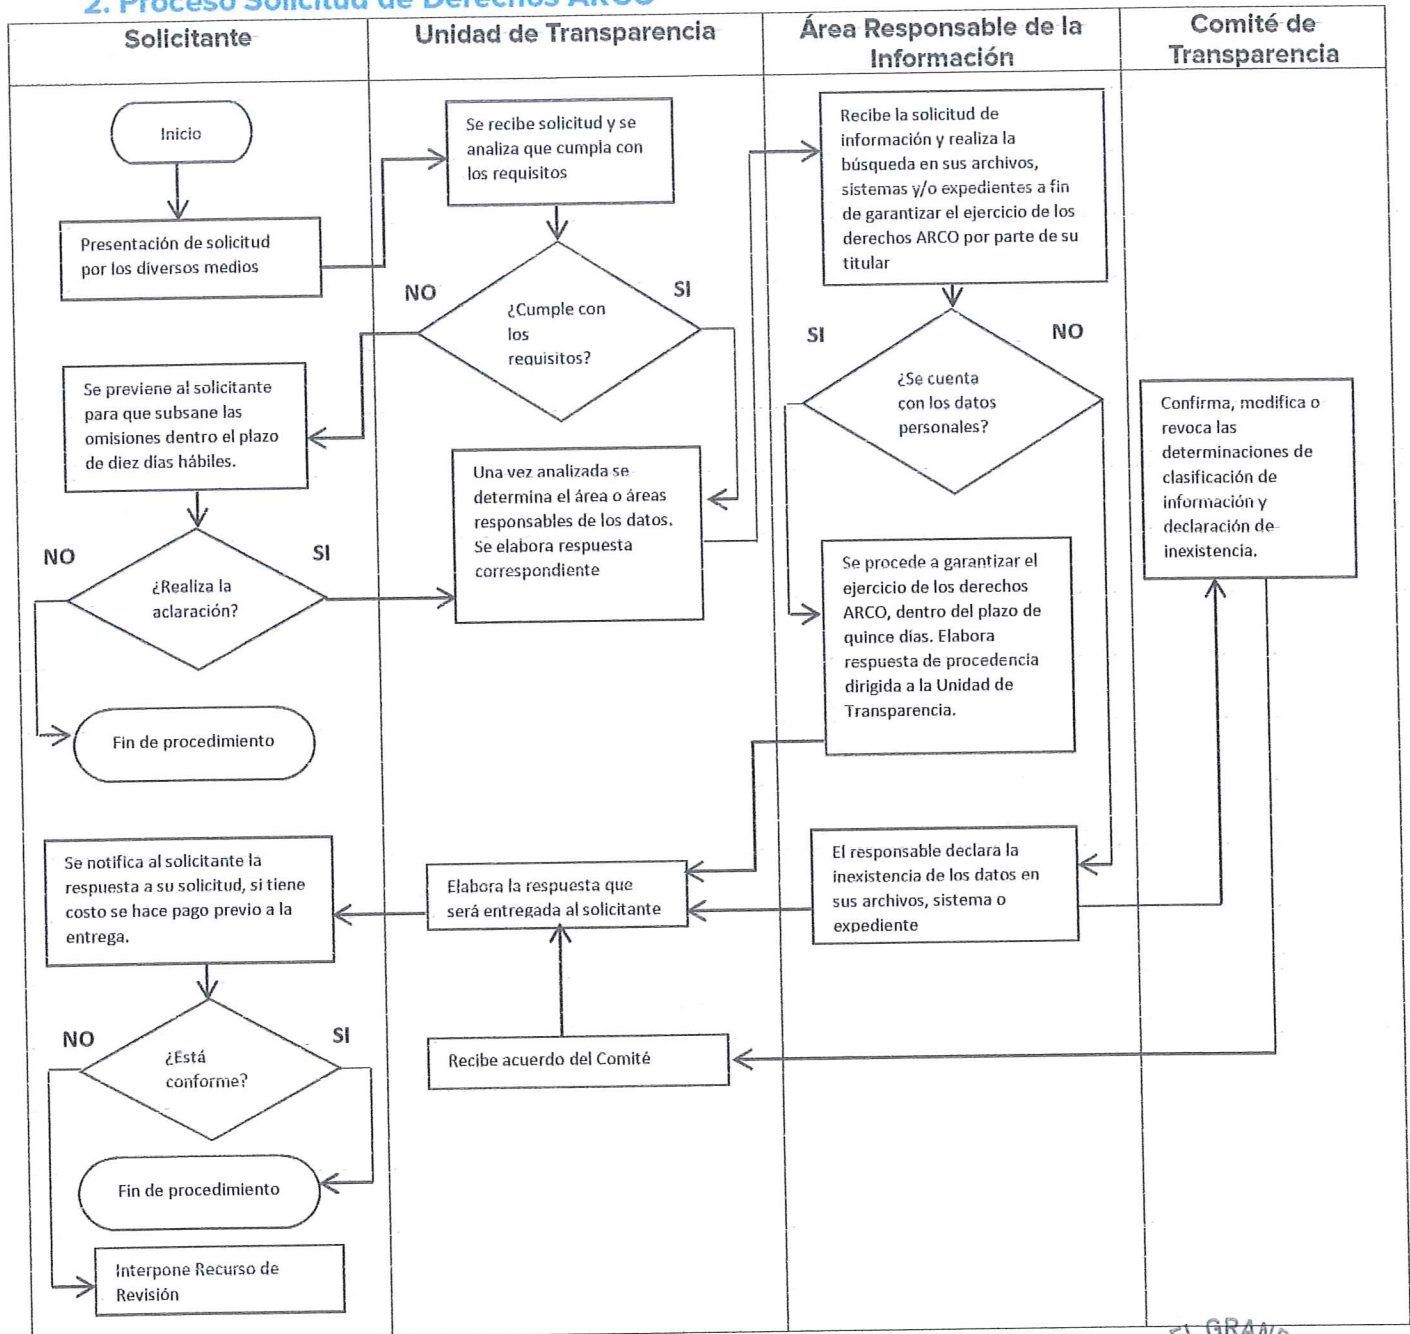 2. Proceso Solicitud de Derechos ARCO
Solicitante
Unidad de Transparencia
Área Responsable de la
Información
Comité de
Transparencia
Inicio
Presentación de solicitud
por los diversos medios
Se recibe solicitud y se
analiza que cumpla con
los requisitos
Recibe la solicitud de
información y realiza la
búsqueda en sus archivos,
sistemas y/o expedientes a fin
de garantizar el ejercicio de los
derechos ARCO por parte de su
titular
NO
SI
¿Cumple con
los
requisitos?
SI
NO
¿Se cuenta
con los datos
personales?
Se previene al solicitante
para que subsane las
omisiones dentro el plazo
de diez días hábiles.
Confirma, modifica o
revoca las
determinaciones de
clasificación de
información y
declaración de
inexistencia.
Una vez analizada se
determina el área o áreas
responsables de los datos.
Se elabora respuesta
correspondiente
NO
SI
¿Realiza la
aclaración?
Se procede a garantizar el
ejercicio de los derechos
ARCO, dentro del plazo de
quince días. Elabora
respuesta de procedencia
dirigida a la Unidad de
Transparencia.
Fin de procedimiento
Se notifica al solicitante la
respuesta a su solicitud, si tiene
costo se hace pago previo a la
entrega.
Elabora la respuesta que
será entregada al solicitante
El responsable declara la
inexistencia de los datos en
sus archivos, sistema o
expediente
NO
SI
¿Está
conforme?
Recibe acuerdo del Comité
Fin de procedimiento
Interpone Recurso de
Revisión